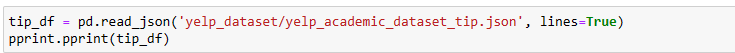 tip_df = pd.read_json('yelp_dataset/yelp_academic_dataset_tip.json', lines=True)
pprint.pprint(tip_df)